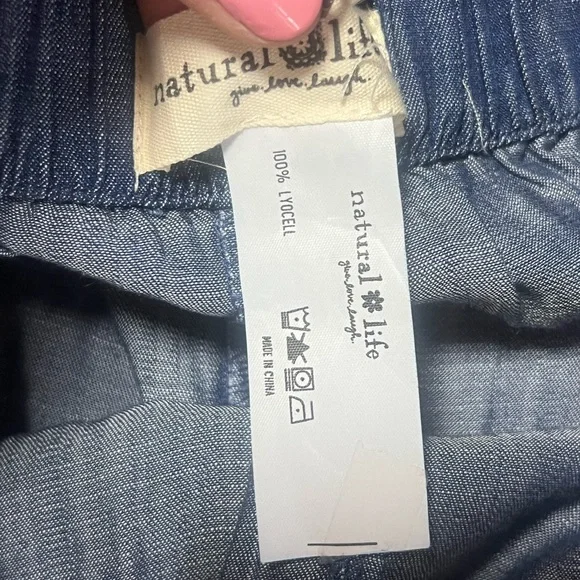 natural life
give.love.laugh.
natural life
give.love.laugh.
100% LYOCELL
MADE IN CHINA